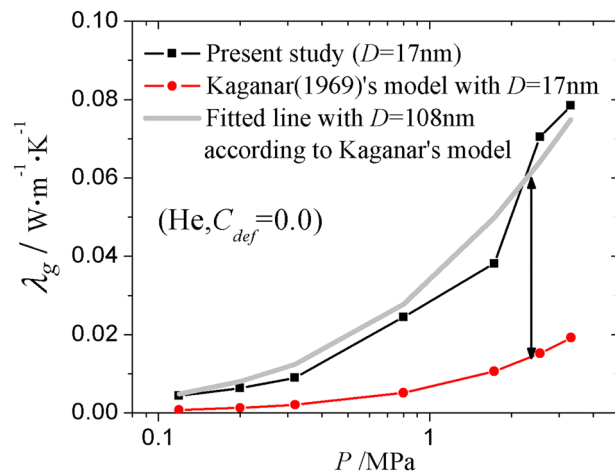 0.10
0.08
0.06
0.04
0.02
0.00
λg / W·m⁻¹·K⁻¹
Present study (D=17nm)
Kaganar(1969)'s model with D=17nm
Fitted line with D=108nm
according to Kaganar's model
(He,Cdef=0.0)
0.1
1
P /MPa